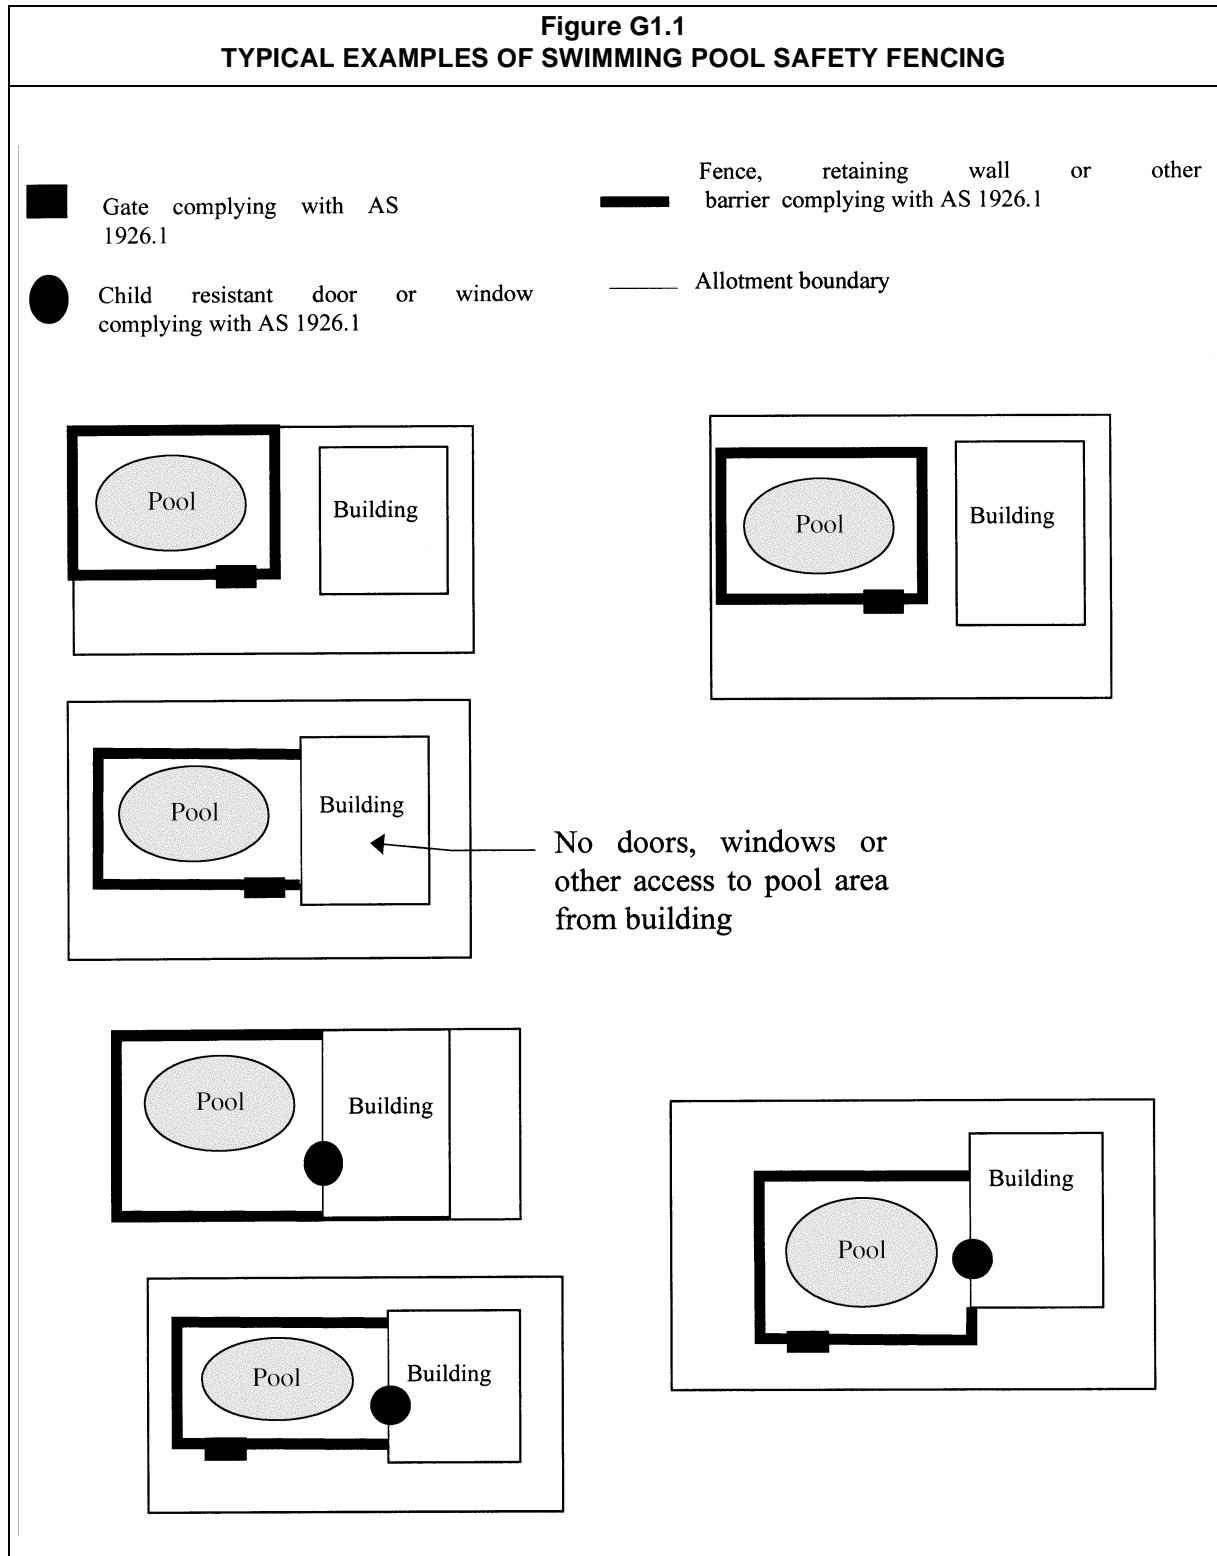 Figure G1.1
TYPICAL EXAMPLES OF SWIMMING POOL SAFETY FENCING
Gate complying with AS
1926.1
Fence, retaining wall or other
barrier complying with AS 1926.1
Child resistant door or window
complying with AS 1926.1
Allotment boundary
Pool
Building
Pool
Building
Pool
Building
No doors, windows or
other access to pool area
from building
Pool
Building
Pool
Building
Pool
Building